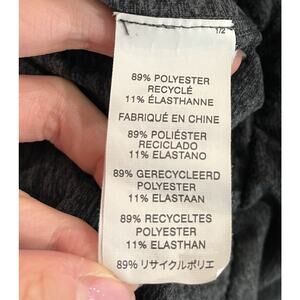 1/2
89% POLYESTER
RECYCLÉ
11% ÉLASTHANNE
FABRIQUÉ EN CHINE
89% POLIÉSTER
RECICLADO
11% ELASTANO
89% GERECYCLEERD
POLYESTER
11% ELASTAAN
89% RECYCELTES
POLYESTER
11% ELASTHAN
89% リサイクルポリエ